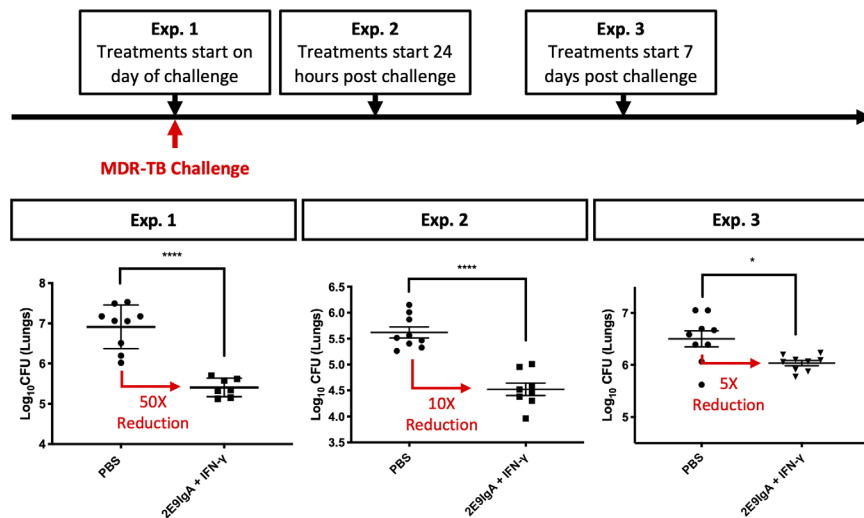 Exp. 1
Treatments start on
day of challenge
Exp. 2
Treatments start 24
hours post challenge
Exp. 3
Treatments start 7
days post challenge
MDR-TB Challenge
Exp. 1
Exp. 2
Exp. 3
Log₁₀CFU (Lungs)
8
7
6
5
4
****
50X
Reduction
PBS
2E9IgA + IFN-γ
Log₁₀ CFU (Lungs)
6.5
6.0
5.5
5.0
4.5
4.0
3.5
****
10X
Reduction
PBS
2E9IgA + IFN-γ
Log₁₀ CFU (Lungs)
7
6
5
*
5X
Reduction
PBS
2E9IgA + IFN-γ